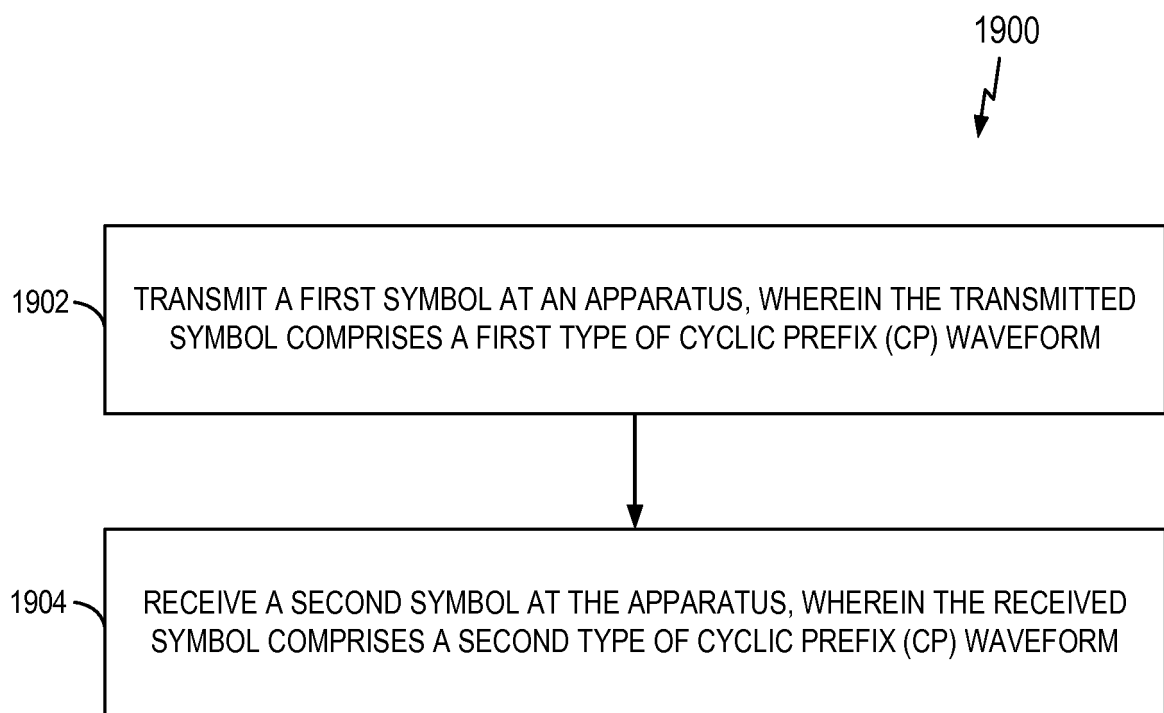 1900
1902
TRANSMIT A FIRST SYMBOL AT AN APPARATUS, WHEREIN THE TRANSMITTED
SYMBOL COMPRISES A FIRST TYPE OF CYCLIC PREFIX (CP) WAVEFORM
1904
RECEIVE A SECOND SYMBOL AT THE APPARATUS, WHEREIN THE RECEIVED
SYMBOL COMPRISES A SECOND TYPE OF CYCLIC PREFIX (CP) WAVEFORM